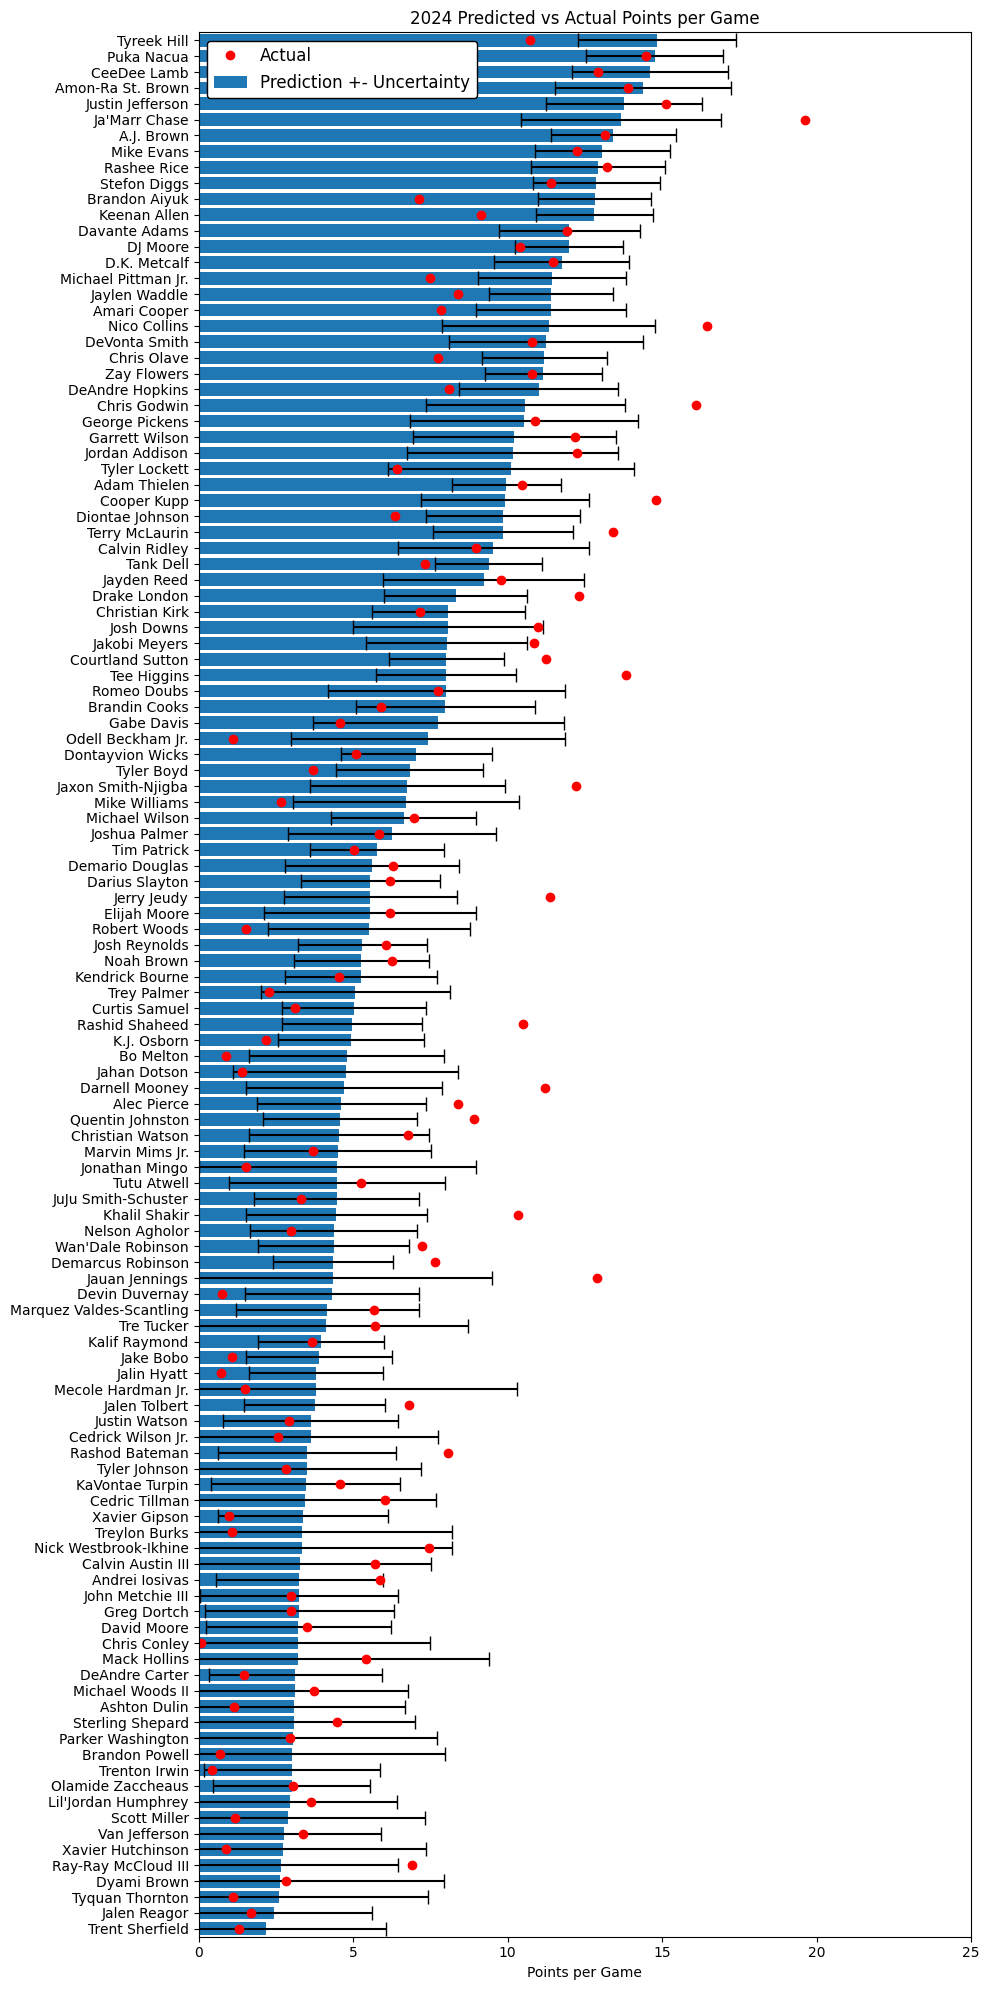 2024 Predicted vs Actual Points per Game
Actual
Prediction +- Uncertainty
Tyreek Hill
Puka Nacua
CeeDee Lamb
Amon-Ra St. Brown
Justin Jefferson
Ja'Marr Chase
A.J. Brown
Mike Evans
Rashee Rice
Stefon Diggs
Brandon Aiyuk
Keenan Allen
Davante Adams
DJ Moore
D.K. Metcalf
Michael Pittman Jr.
Jaylen Waddle
Amari Cooper
Nico Collins
DeVonta Smith
Chris Olave
Zay Flowers
DeAndre Hopkins
Chris Godwin
George Pickens
Garrett Wilson
Jordan Addison
Tyler Lockett
Adam Thielen
Cooper Kupp
Diontae Johnson
Terry McLaurin
Calvin Ridley
Tank Dell
Jayden Reed
Drake London
Christian Kirk
Josh Downs
Jakobi Meyers
Courtland Sutton
Tee Higgins
Romeo Doubs
Brandin Cooks
Gabe Davis
Odell Beckham Jr.
Dontayvion Wicks
Tyler Boyd
Jaxon Smith-Njigba
Mike Williams
Michael Wilson
Joshua Palmer
Tim Patrick
Demario Douglas
Darius Slayton
Jerry Jeudy
Elijah Moore
Robert Woods
Josh Reynolds
Noah Brown
Kendrick Bourne
Trey Palmer
Curtis Samuel
Rashid Shaheed
K.J. Osborn
Bo Melton
Jahan Dotson
Darnell Mooney
Alec Pierce
Quentin Johnston
Christian Watson
Marvin Mims Jr.
Jonathan Mingo
Tutu Atwell
JuJu Smith-Schuster
Khalil Shakir
Nelson Agholor
Wan'Dale Robinson
Demarcus Robinson
Jauan Jennings
Devin Duvernay
Marquez Valdes-Scantling
Tre Tucker
Kalif Raymond
Jake Bobo
Jalin Hyatt
Mecole Hardman Jr.
Jalen Tolbert
Justin Watson
Cedrick Wilson Jr.
Rashod Bateman
Tyler Johnson
KaVontae Turpin
Cedric Tillman
Xavier Gipson
Treylon Burks
Nick Westbrook-Ikhine
Calvin Austin III
Andrei Iosivas
John Metchie III
Greg Dortch
David Moore
Chris Conley
Mack Hollins
DeAndre Carter
Michael Woods II
Ashton Dulin
Sterling Shepard
Parker Washington
Brandon Powell
Trenton Irwin
Olamide Zaccheaus
Lil'Jordan Humphrey
Scott Miller
Van Jefferson
Xavier Hutchinson
Ray-Ray McCloud III
Dyami Brown
Tyquan Thornton
Jalen Reagor
Trent Sherfield
0 5 10 15 20 25
Points per Game